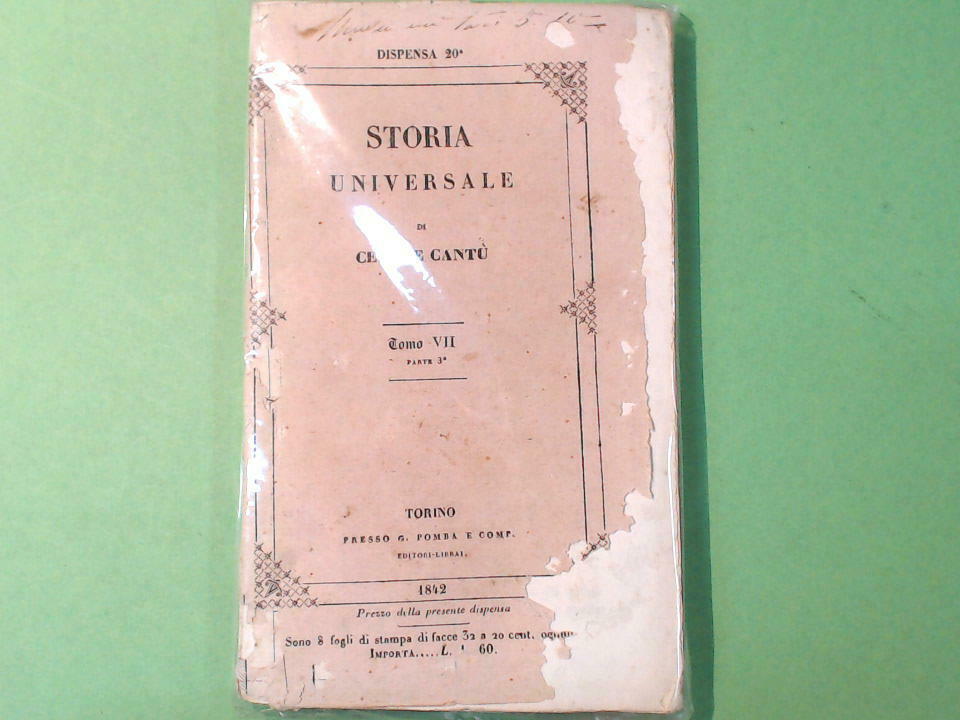 DISPENSA 20ª
STORIA
UNIVERSALE
DI
CANTÙ
Tomo VII
PARTE 3ª
TORINO
PRESSO G. POMBA E COMP.
EDITORI-LIBRAI.
1842
Prezzo della presente dispensa
Sono 8 fogli di stampa di facce 32 a 20 cent.
IMPORTA.....L. 60.